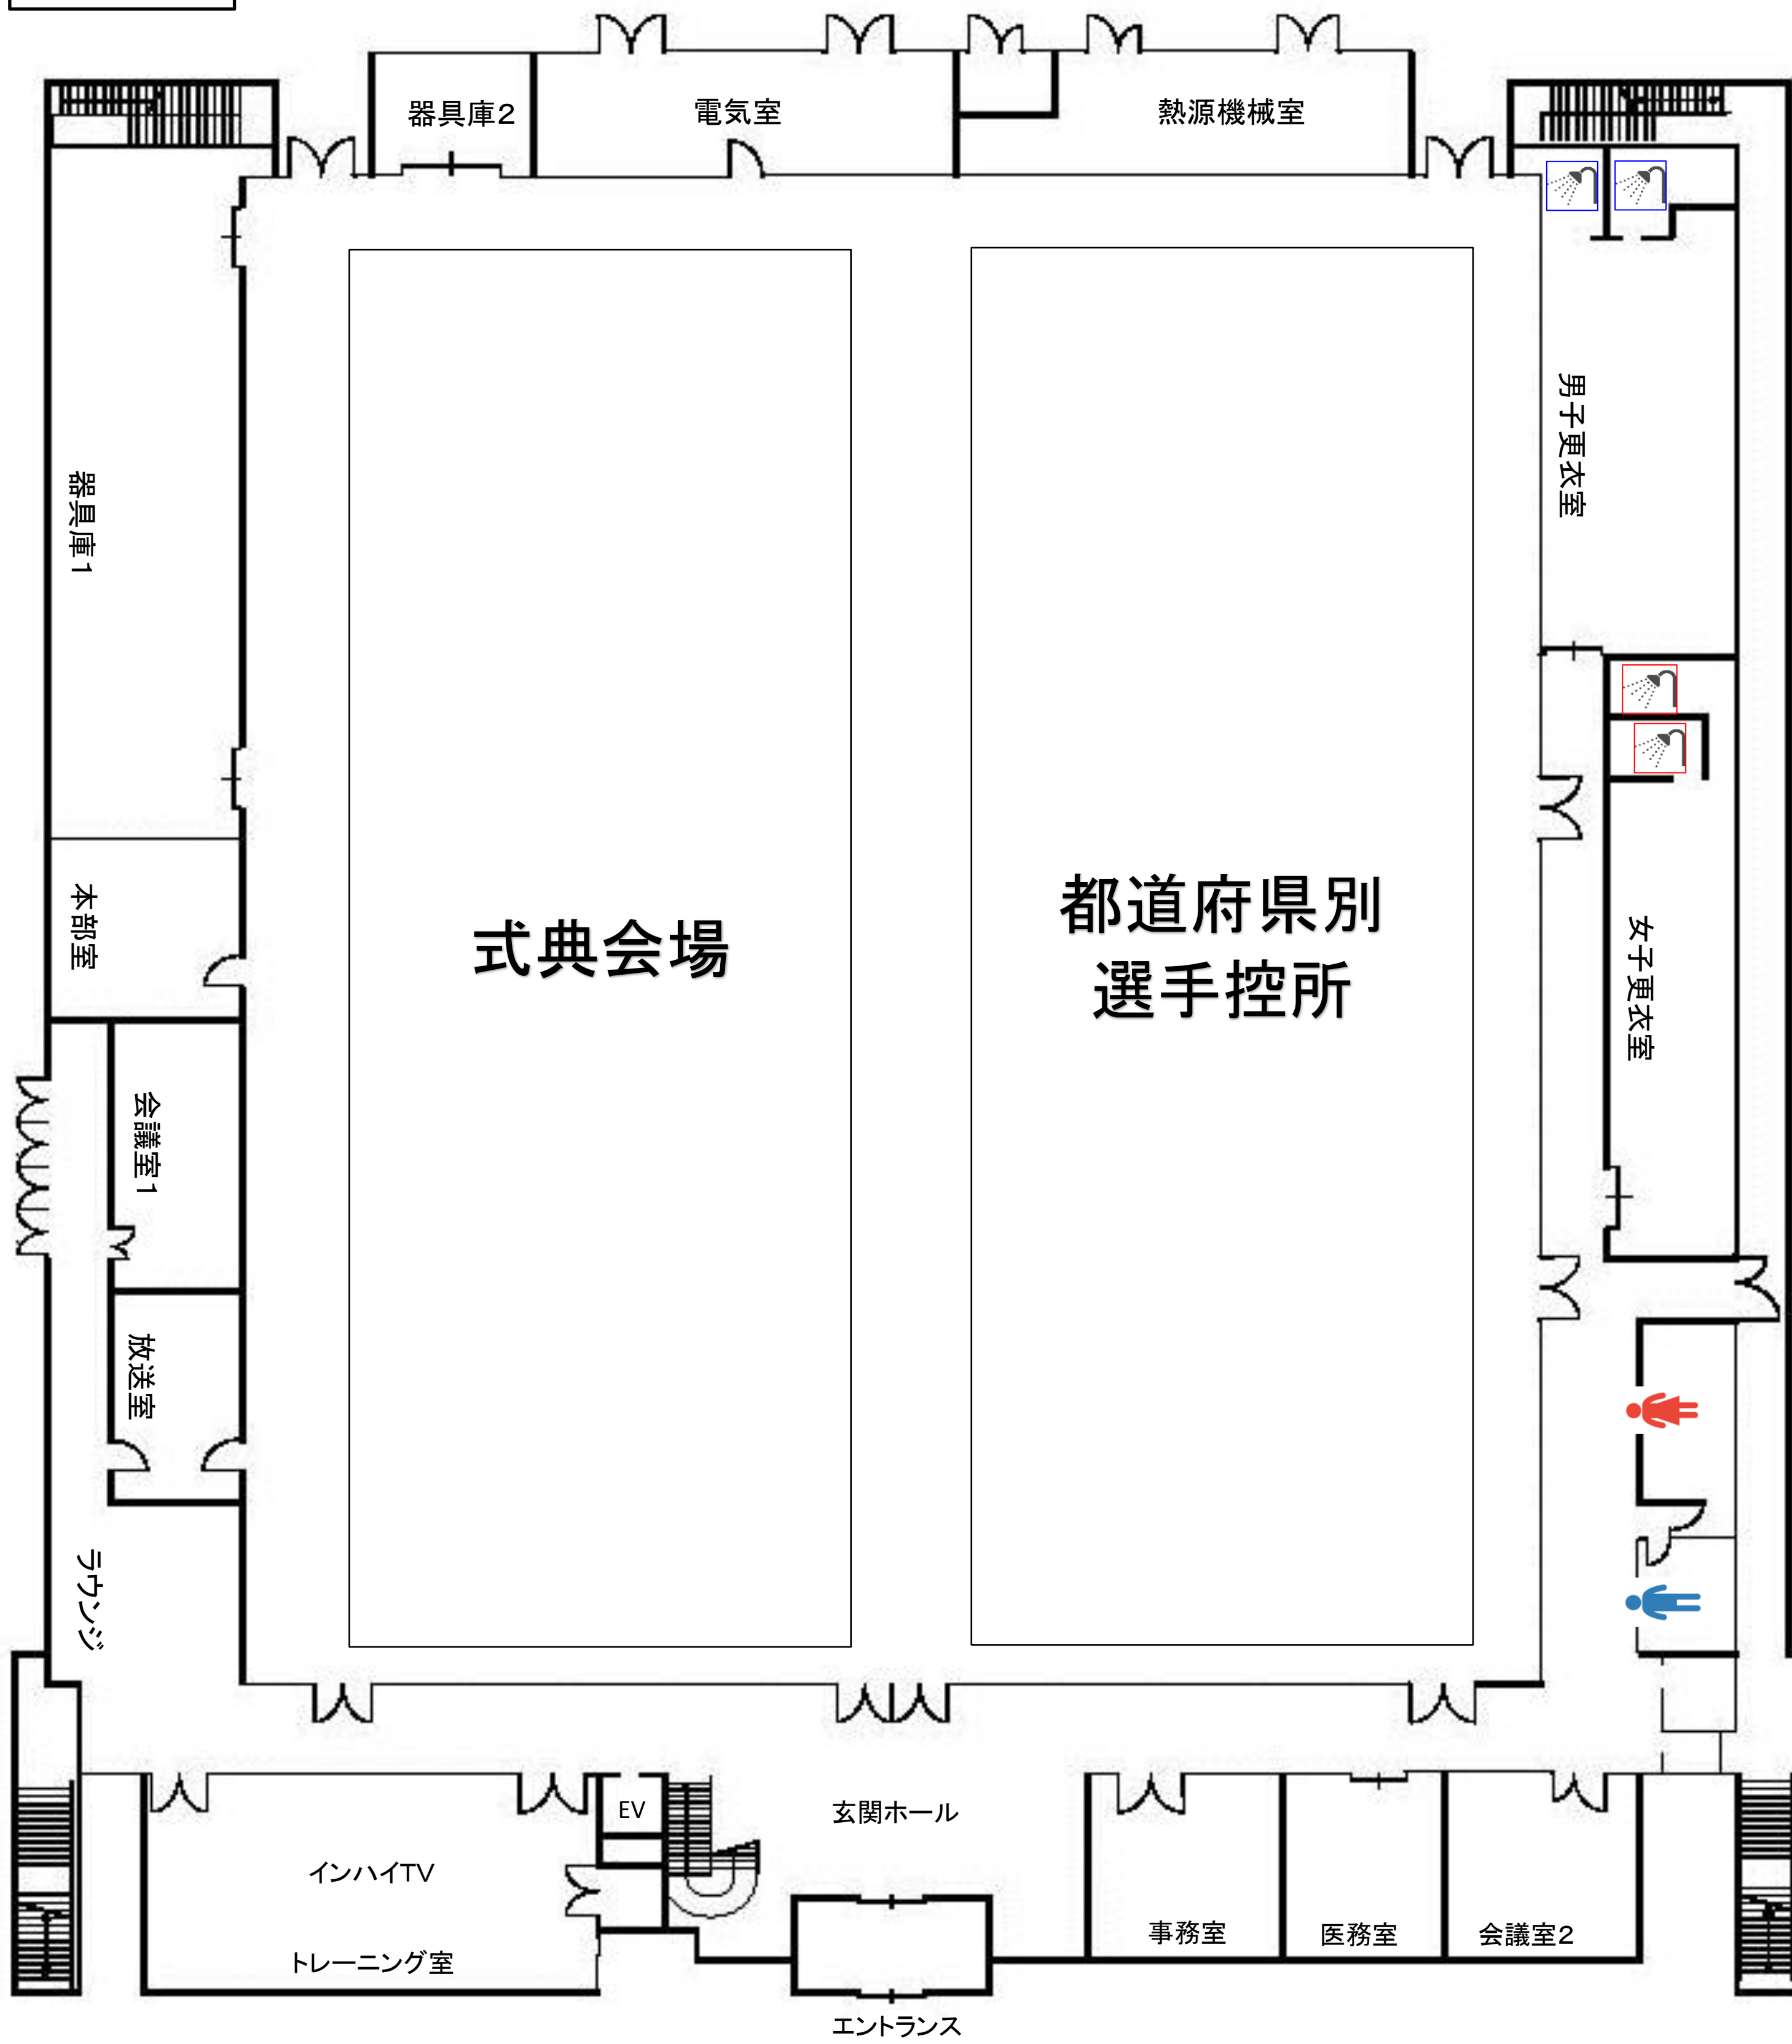 器具庫2
電気室
熱源機械室
器具庫1
男子更衣室
本部室
式典会場
都道府県別
選手控所
女子更衣室
会議室1
放送室
ラウンジ
EV
玄関ホール
インハイTV
トレーニング室
事務室
医務室
会議室2
エントランス